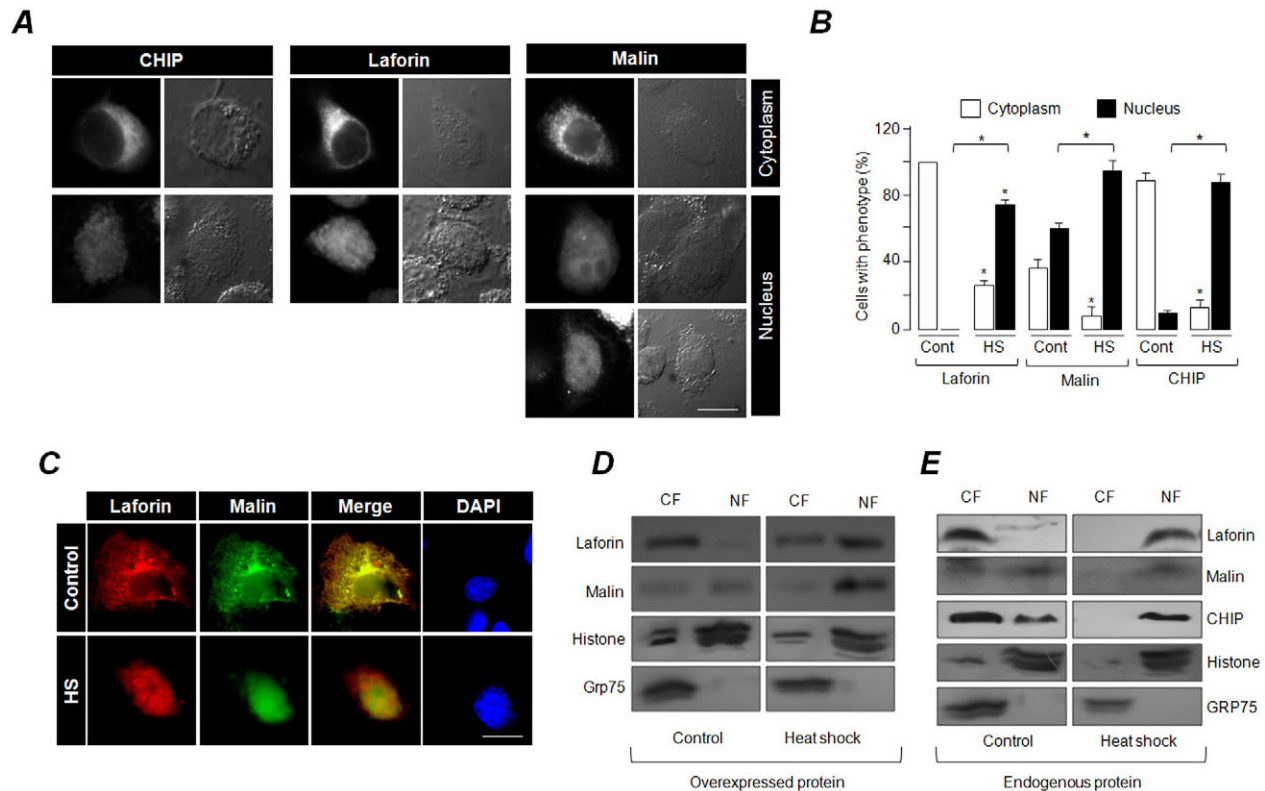 A
CHIP
Laforin
Malin
Cytoplasm
Nucleus
B
Cytoplasm
Nucleus
Cells with phenotype (%)
120
80
40
0
*
*
*
*
*
*
*
Cont
HS
Cont
HS
Cont
HS
Laforin
Malin
CHIP
C
Laforin
Malin
Merge
DAPI
Control
HS
D
CF
NF
CF
NF
Laforin
Malin
Histone
Grp75
Control
Heat shock
Overexpressed protein
E
CF
NF
CF
NF
Laforin
Malin
CHIP
Histone
GRP75
Control
Heat shock
Endogenous protein